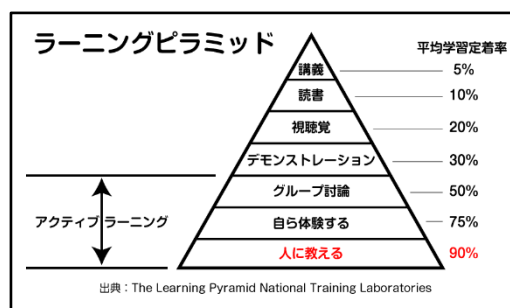 ラーニングピラミッド
平均学習定着率
講義 5%
読書 10%
視聴覚 20%
デモンストレーション 30%
グループ討論 50%
アクティブ ラーニング
自ら体験する 75%
人に教える 90%
出典：The Learning Pyramid National Training Laboratories